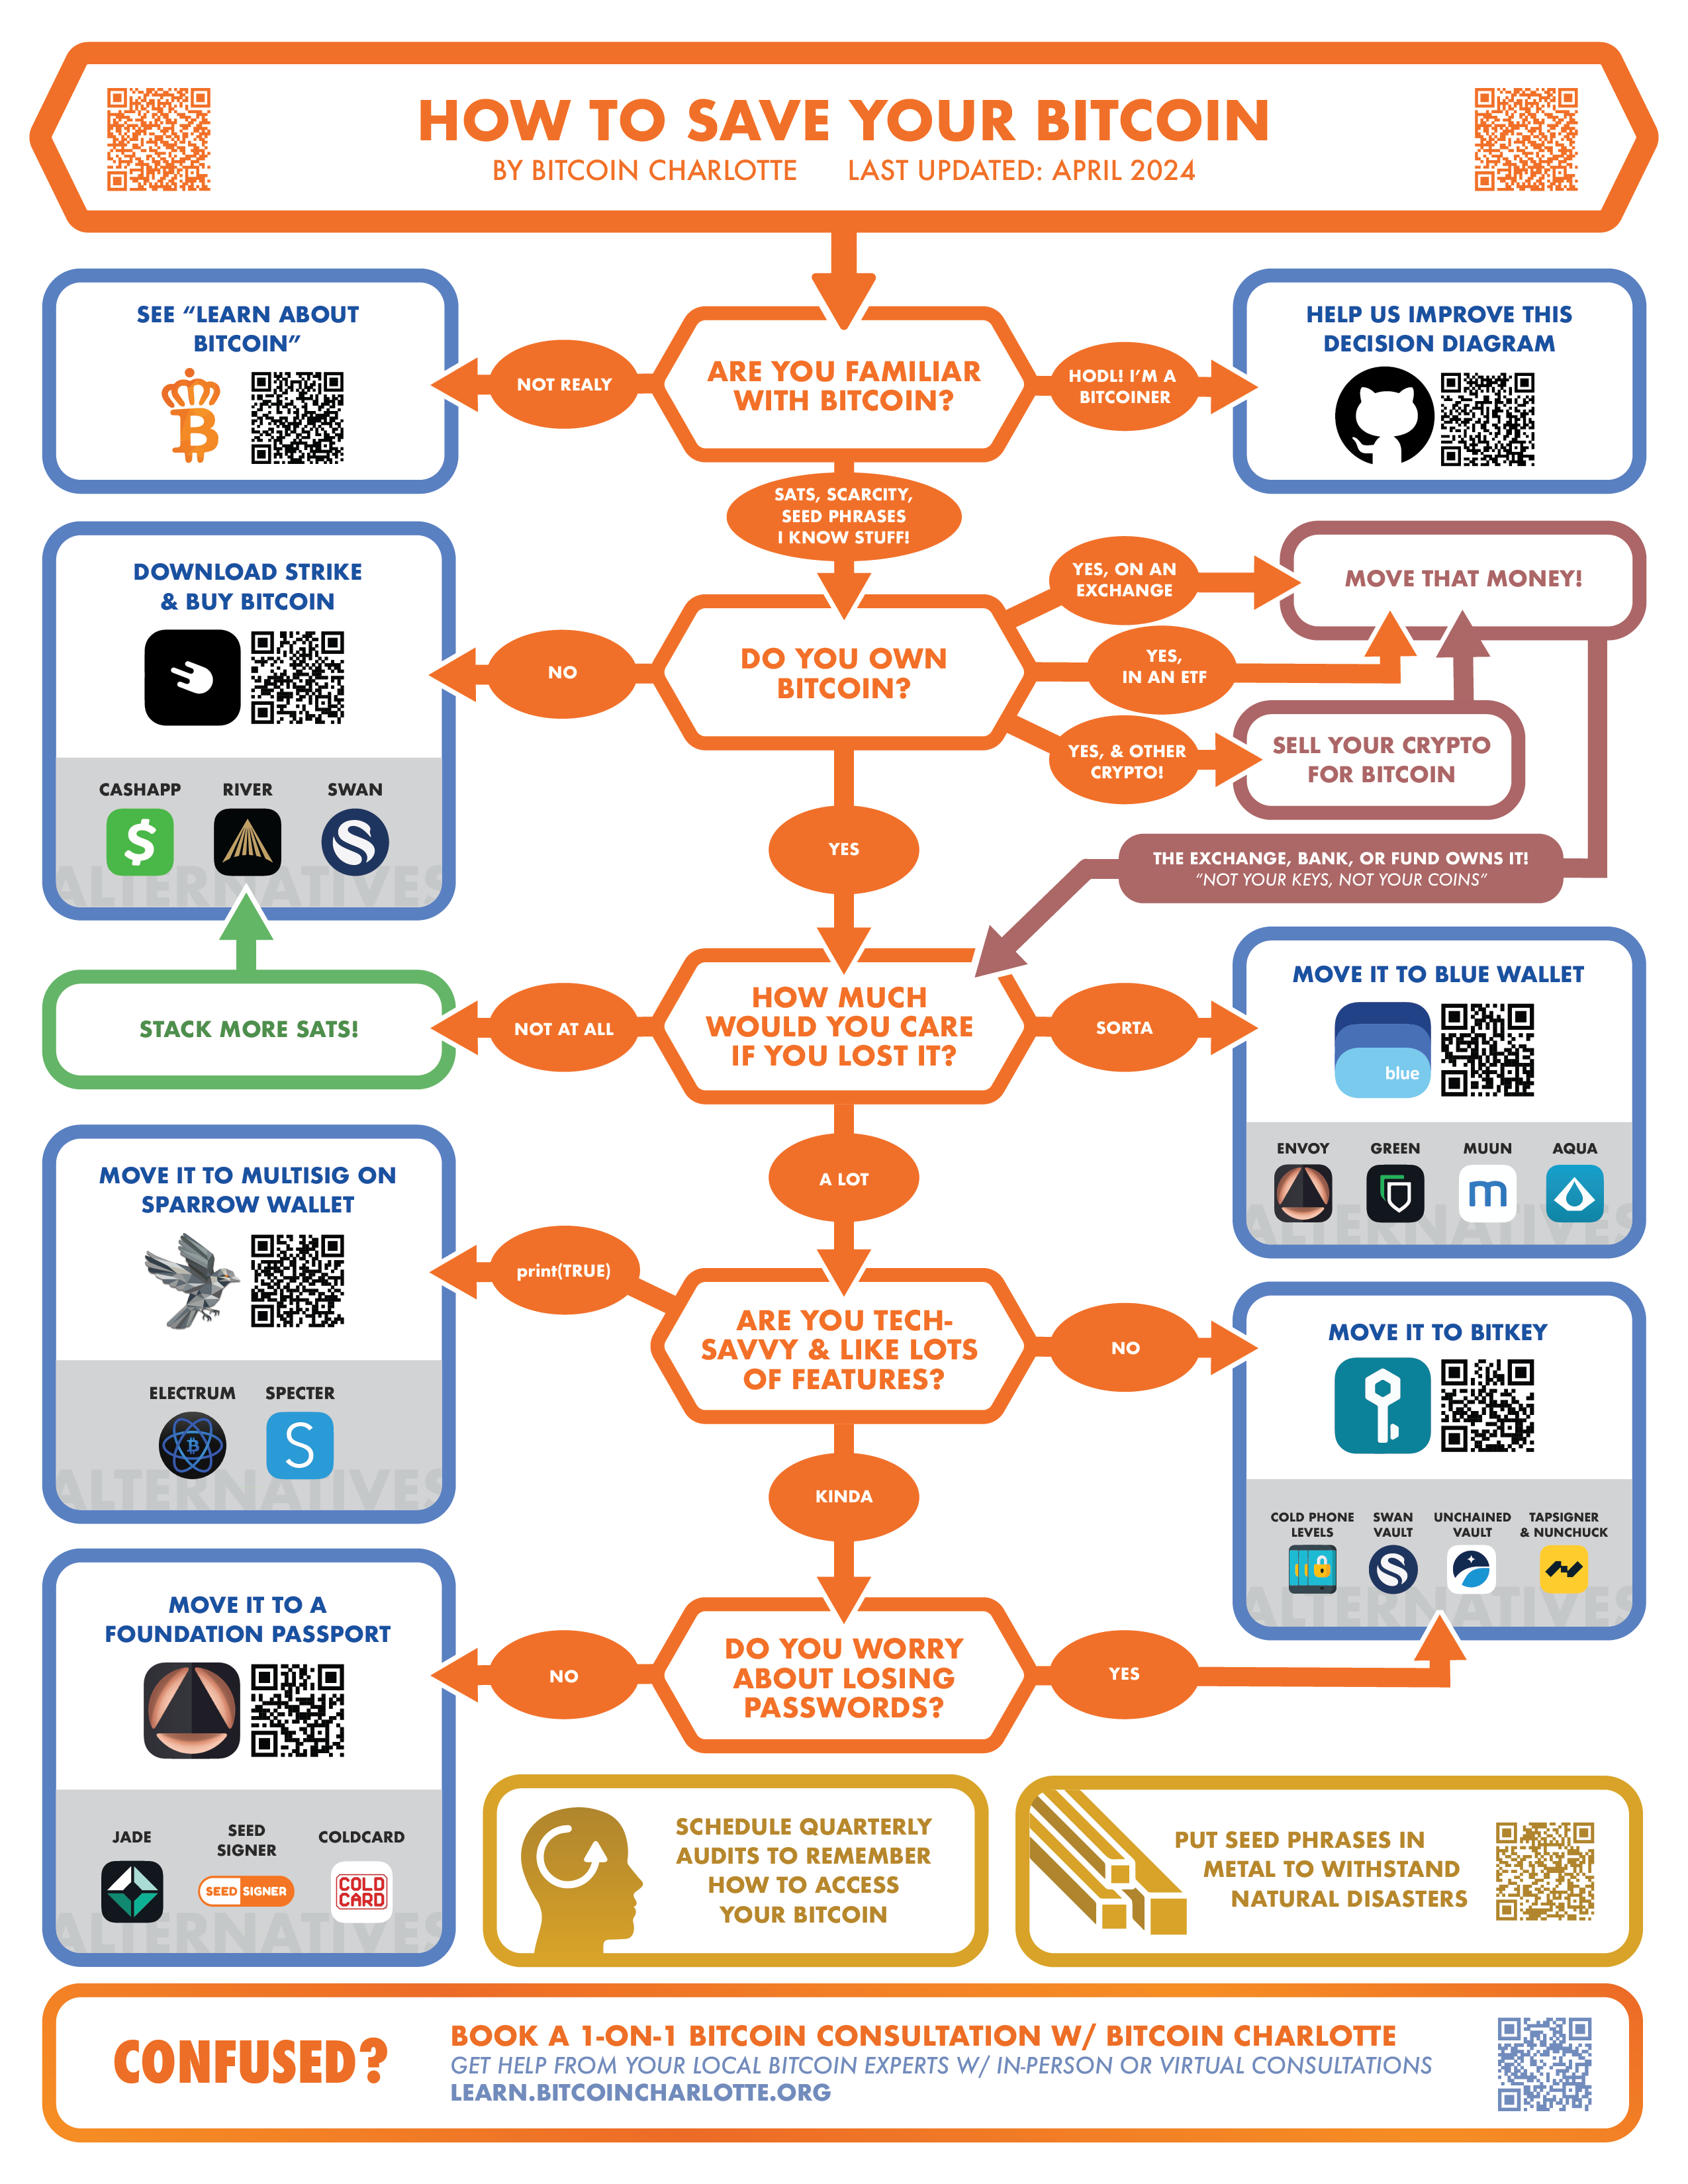 HOW TO SAVE YOUR BITCOIN
BY BITCOIN CHARLOTTE LAST UPDATED: APRIL 2024
SEE “LEARN ABOUT
BITCOIN”
NOT REALY
ARE YOU FAMILIAR
WITH BITCOIN?
HODL! I’M A
BITCOINER
HELP US IMPROVE THIS
DECISION DIAGRAM
SATS, SCARCITY,
SEED PHRASES
I KNOW STUFF!
DOWNLOAD STRIKE
& BUY BITCOIN
CASHAPP
RIVER
SWAN
ALTERNATIVES
NO
DO YOU OWN
BITCOIN?
YES, ON AN
EXCHANGE
MOVE THAT MONEY!
YES,
IN AN ETF
YES, & OTHER
CRYPTO!
SELL YOUR CRYPTO
FOR BITCOIN
YES
THE EXCHANGE, BANK, OR FUND OWNS IT!
“NOT YOUR KEYS, NOT YOUR COINS”
STACK MORE SATS!
NOT AT ALL
HOW MUCH
WOULD YOU CARE
IF YOU LOST IT?
SORTA
MOVE IT TO BLUE WALLET
blue
ENVOY
GREEN
MUUN
m
AQUA
ALTERNATIVES
A LOT
MOVE IT TO MULTISIG ON
SPARROW WALLET
ELECTRUM
SPECTER
S
ALTERNATIVES
print(TRUE)
ARE YOU TECH-
SAVVY & LIKE LOTS
OF FEATURES?
NO
MOVE IT TO BITKEY
COLD PHONE
LEVELS
SWAN
VAULT
UNCHAINED
VAULT
TAPSIGNER
& NUNCHUCK
ALTERNATIVES
KINDA
MOVE IT TO A
FOUNDATION PASSPORT
JADE
SEED
SIGNER
SEED SIGNER
COLDCARD
COLD
CARD
ALTERNATIVES
NO
DO YOU WORRY
ABOUT LOSING
PASSWORDS?
YES
SCHEDULE QUARTERLY
AUDITS TO REMEMBER
HOW TO ACCESS
YOUR BITCOIN
PUT SEED PHRASES IN
METAL TO WITHSTAND
NATURAL DISASTERS
CONFUSED?
BOOK A 1-ON-1 BITCOIN CONSULTATION W/ BITCOIN CHARLOTTE
GET HELP FROM YOUR LOCAL BITCOIN EXPERTS W/ IN-PERSON OR VIRTUAL CONSULTATIONS
LEARN.BITCOINCHARLOTTE.ORG